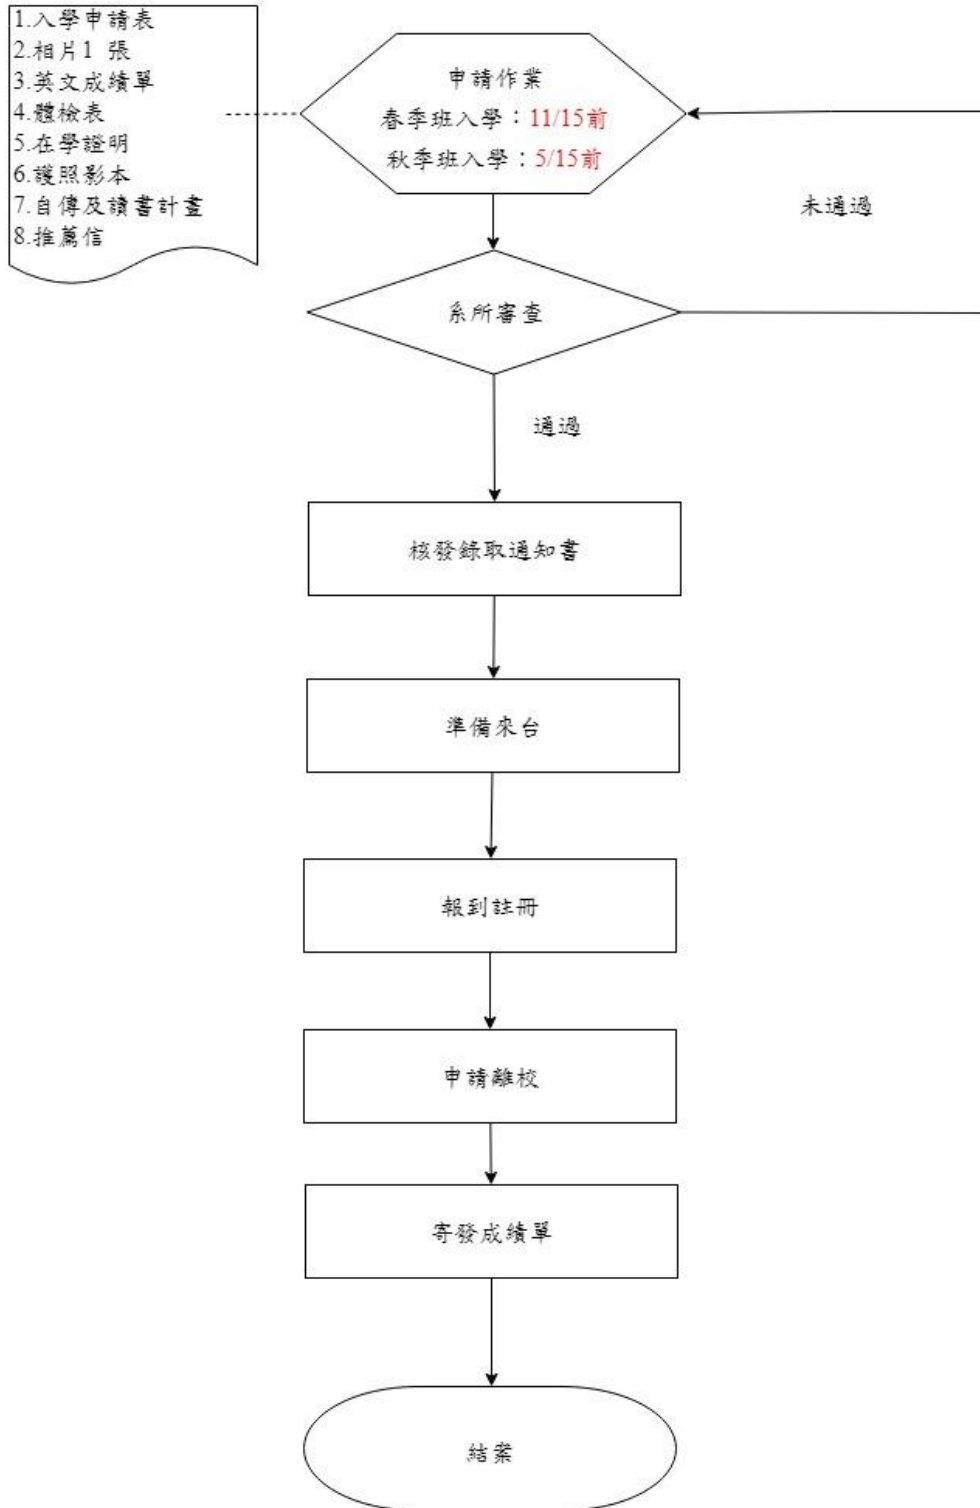 1.入學申請表
2.相片1 張
3.英文成績單
4.體檢表
5.在學證明
6.護照影本
7.自傳及讀書計畫
8.推薦信
申請作業
春季班入學：11/15前
秋季班入學：5/15前
未通過
系所審查
通過
核發錄取通知書
準備來台
報到註冊
申請離校
寄發成績單
結案